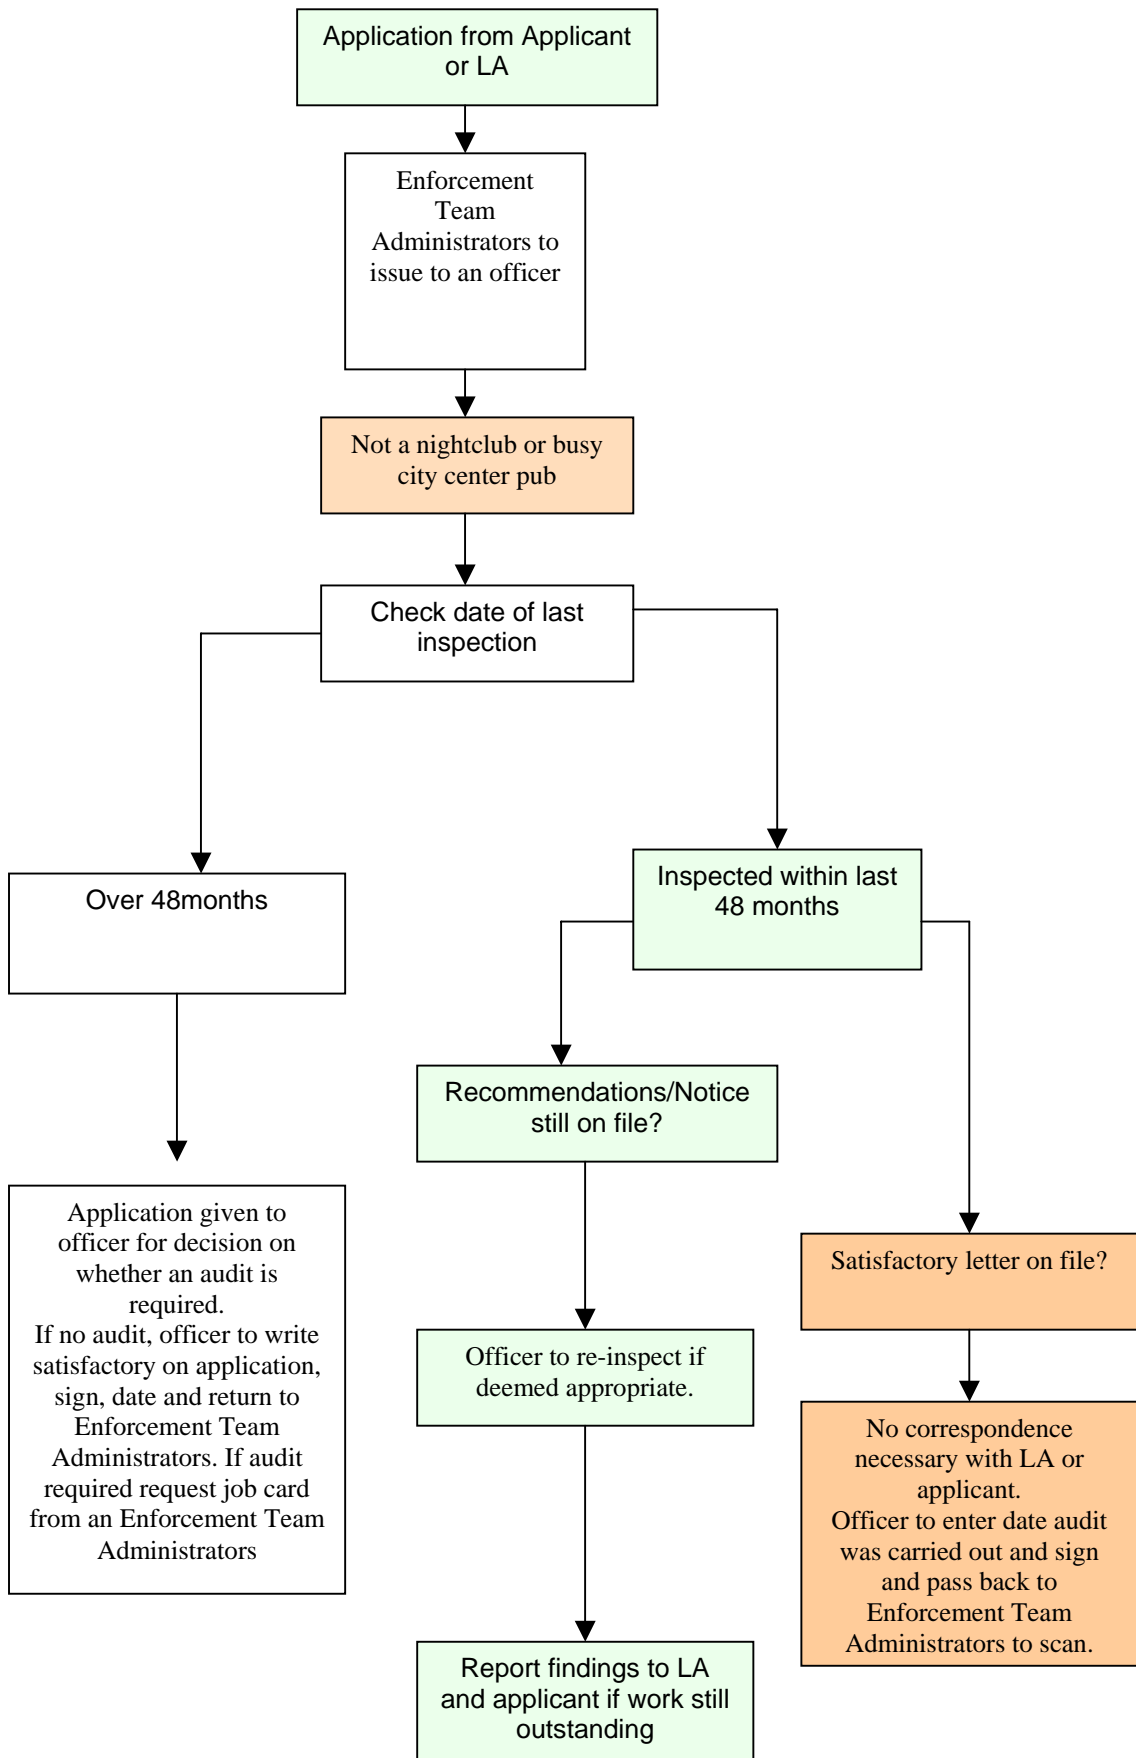 Application from Applicant
or LA
Enforcement
Team
Administrators to
issue to an officer
Not a nightclub or busy
city center pub
Check date of last
inspection
Over 48months
Inspected within last
48 months
Recommendations/Notice
still on file?
Application given to
officer for decision on
whether an audit is
required.
If no audit, officer to write
satisfactory on application,
sign, date and return to
Enforcement Team
Administrators. If audit
required request job card
from an Enforcement Team
Administrators
Satisfactory letter on file?
Officer to re-inspect if
deemed appropriate.
No correspondence
necessary with LA or
applicant.
Officer to enter date audit
was carried out and sign
and pass back to
Enforcement Team
Administrators to scan.
Report findings to LA
and applicant if work still
outstanding